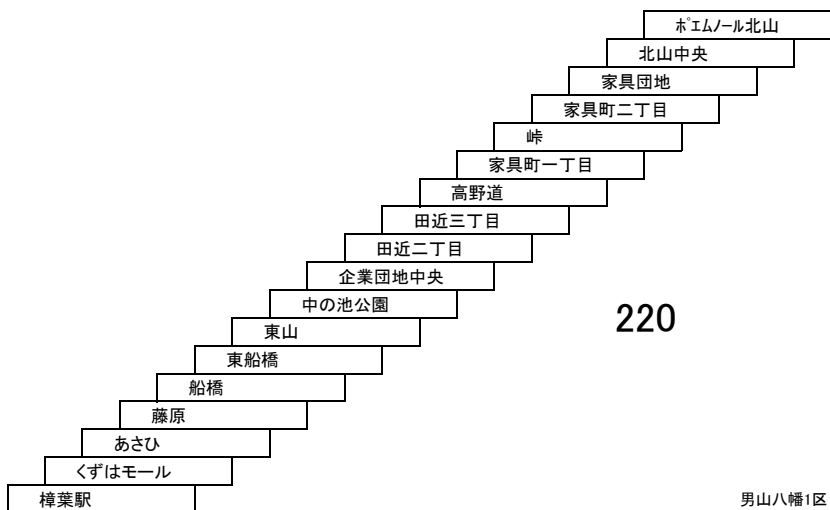 ﾎﾟエムノール北山
北山中央
家具団地
家具町二丁目
峠
家具町一丁目
高野道
田近三丁目
田近二丁目
企業団地中央
中の池公園
東山
220
東船橋
船橋
藤原
あさひ
くずはモール
樟葉駅
男山八幡1区